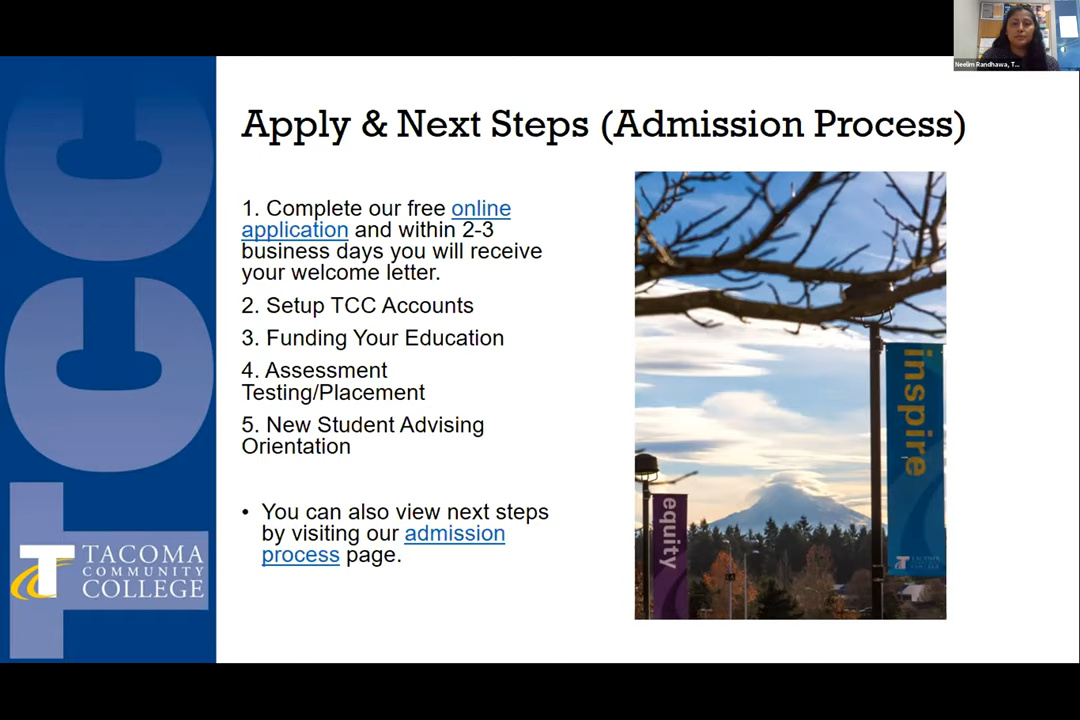 Neelim Randhawa, T...
Apply & Next Steps (Admission Process)
1. Complete our free online
application and within 2-3
business days you will receive
your welcome letter.
2. Setup TCC Accounts
3. Funding Your Education
4. Assessment
Testing/Placement
5. New Student Advising
Orientation
• You can also view next steps
by visiting our admission
process page.
inspire
equity
TCC
TACOMA
COMMUNITY
COLLEGE